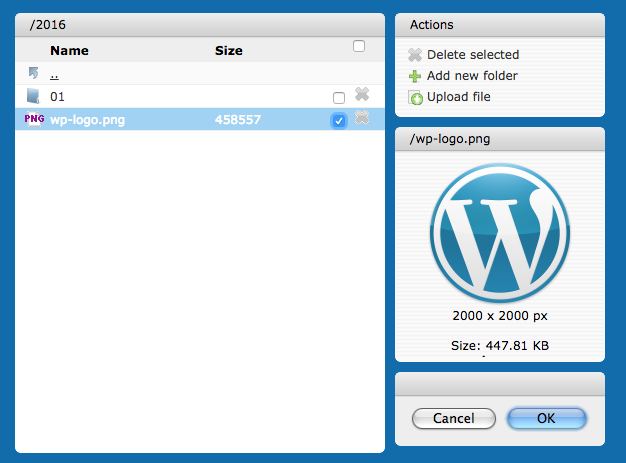 /2016
Name Size
..
01
PNG wp-logo.png 458557
Actions
Delete selected
Add new folder
Upload file
/wp-logo.png
W
2000 x 2000 px
Size: 447.81 KB
Cancel OK